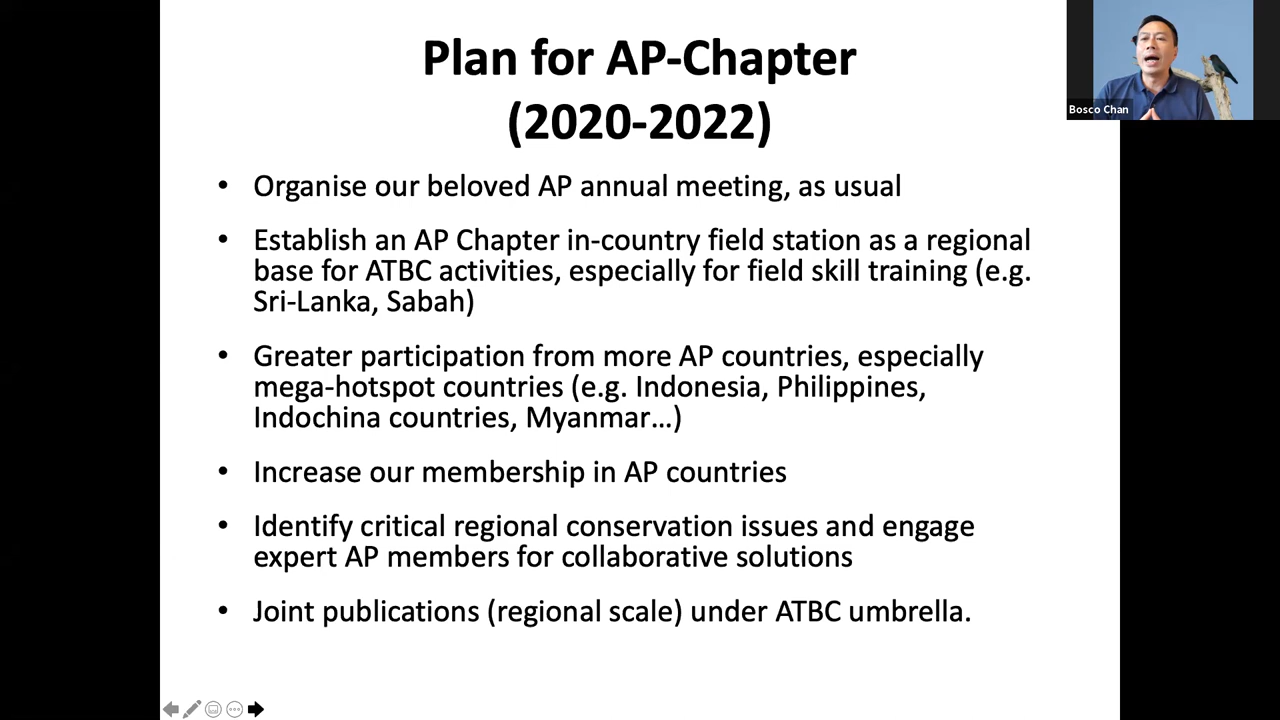 Plan for AP-Chapter
(2020-2022)
• Organise our beloved AP annual meeting, as usual
• Establish an AP Chapter in-country field station as a regional
base for ATBC activities, especially for field skill training (e.g.
Sri-Lanka, Sabah)
• Greater participation from more AP countries, especially
mega-hotspot countries (e.g. Indonesia, Philippines,
Indochina countries, Myanmar…)
• Increase our membership in AP countries
• Identify critical regional conservation issues and engage
expert AP members for collaborative solutions
• Joint publications (regional scale) under ATBC umbrella.
Bosco Chan